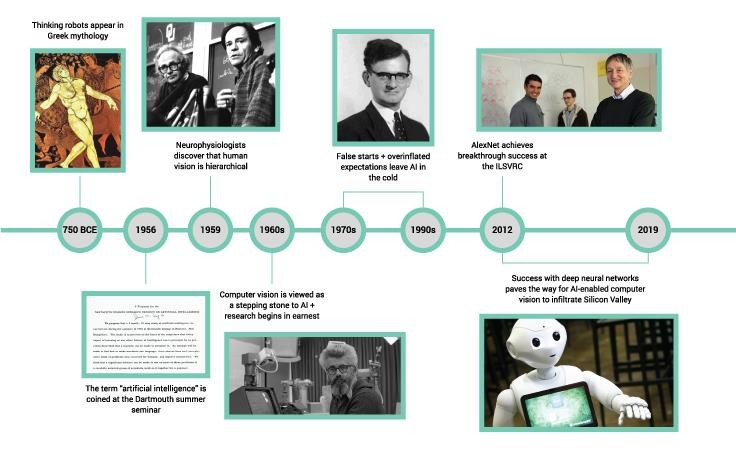 Thinking robots appear in
Greek mythology
Neurophysiologists
discover that human
vision is hierarchical
False starts + overinflated
expectations leave AI in
the cold
AlexNet achieves
breakthrough success at
the ILSVRC
750 BCE
1956
1959
1960s
1970s
1990s
2012
2019
A Proposal for the
The term "artificial intelligence" is
coined at the Dartmouth summer
seminar
Computer vision is viewed as
a stepping stone to AI +
research begins in earnest
Success with deep neural networks
paves the way for AI-enabled computer
vision to infiltrate Silicon Valley